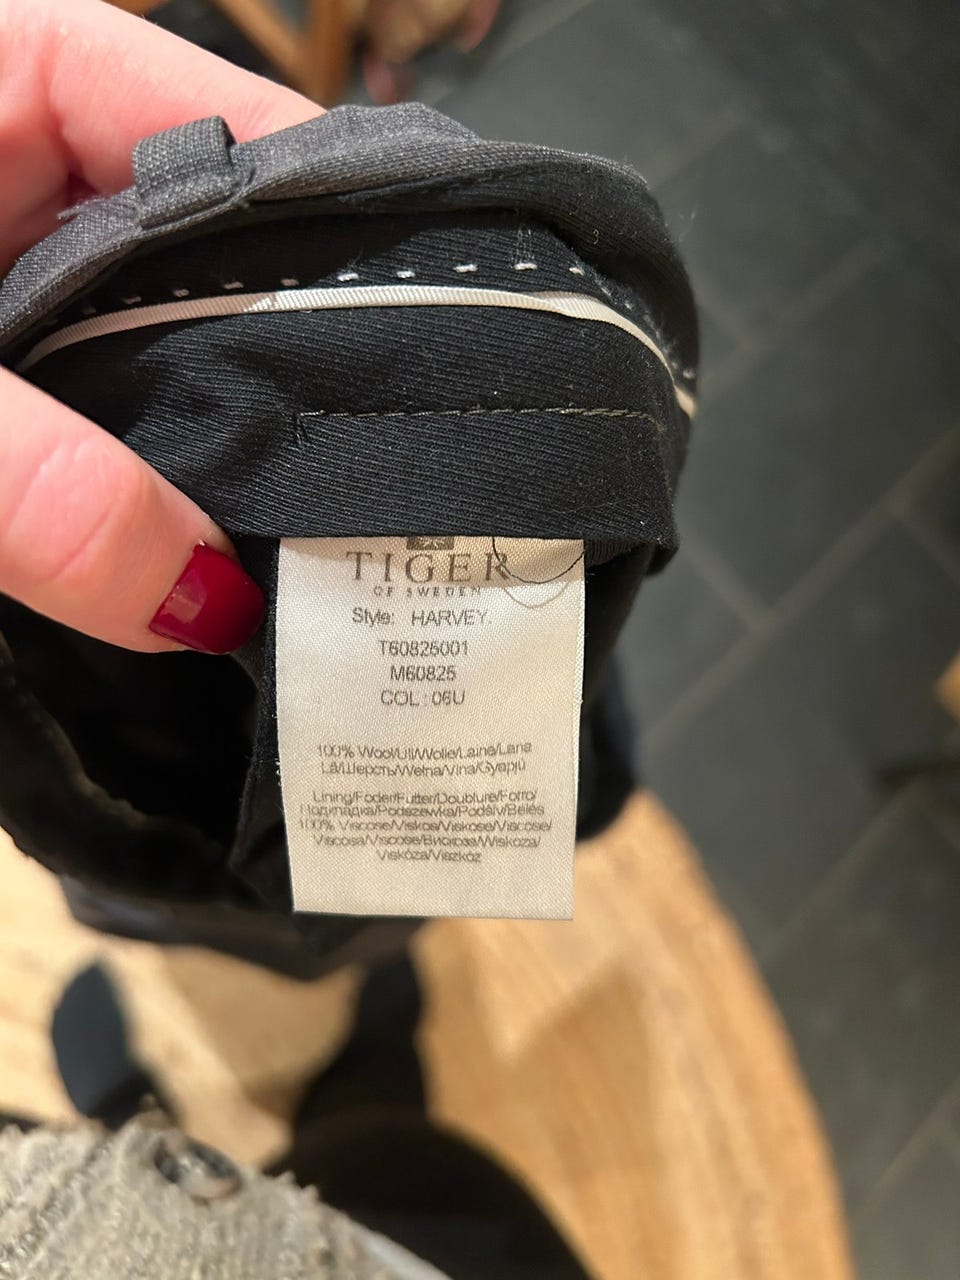 TIGER
OF SWEDEN
Style: HARVEY.
T60825001
M60825
COL: 06U
100% Wool/Ull/Wolle/Laine/Lana
Lã/Шерсть/Wełna/Vlna/Gyapjú
Lining/Foder/Futter/Doublure/Forro/
Подкладка/Podszewka/Podšiv/Bélés
100% Viscose/Viskos/Viskose/Viscose/
Viscosa/Viscose/Вискоза/Wiskoza/
Viskóza/Viszkóz